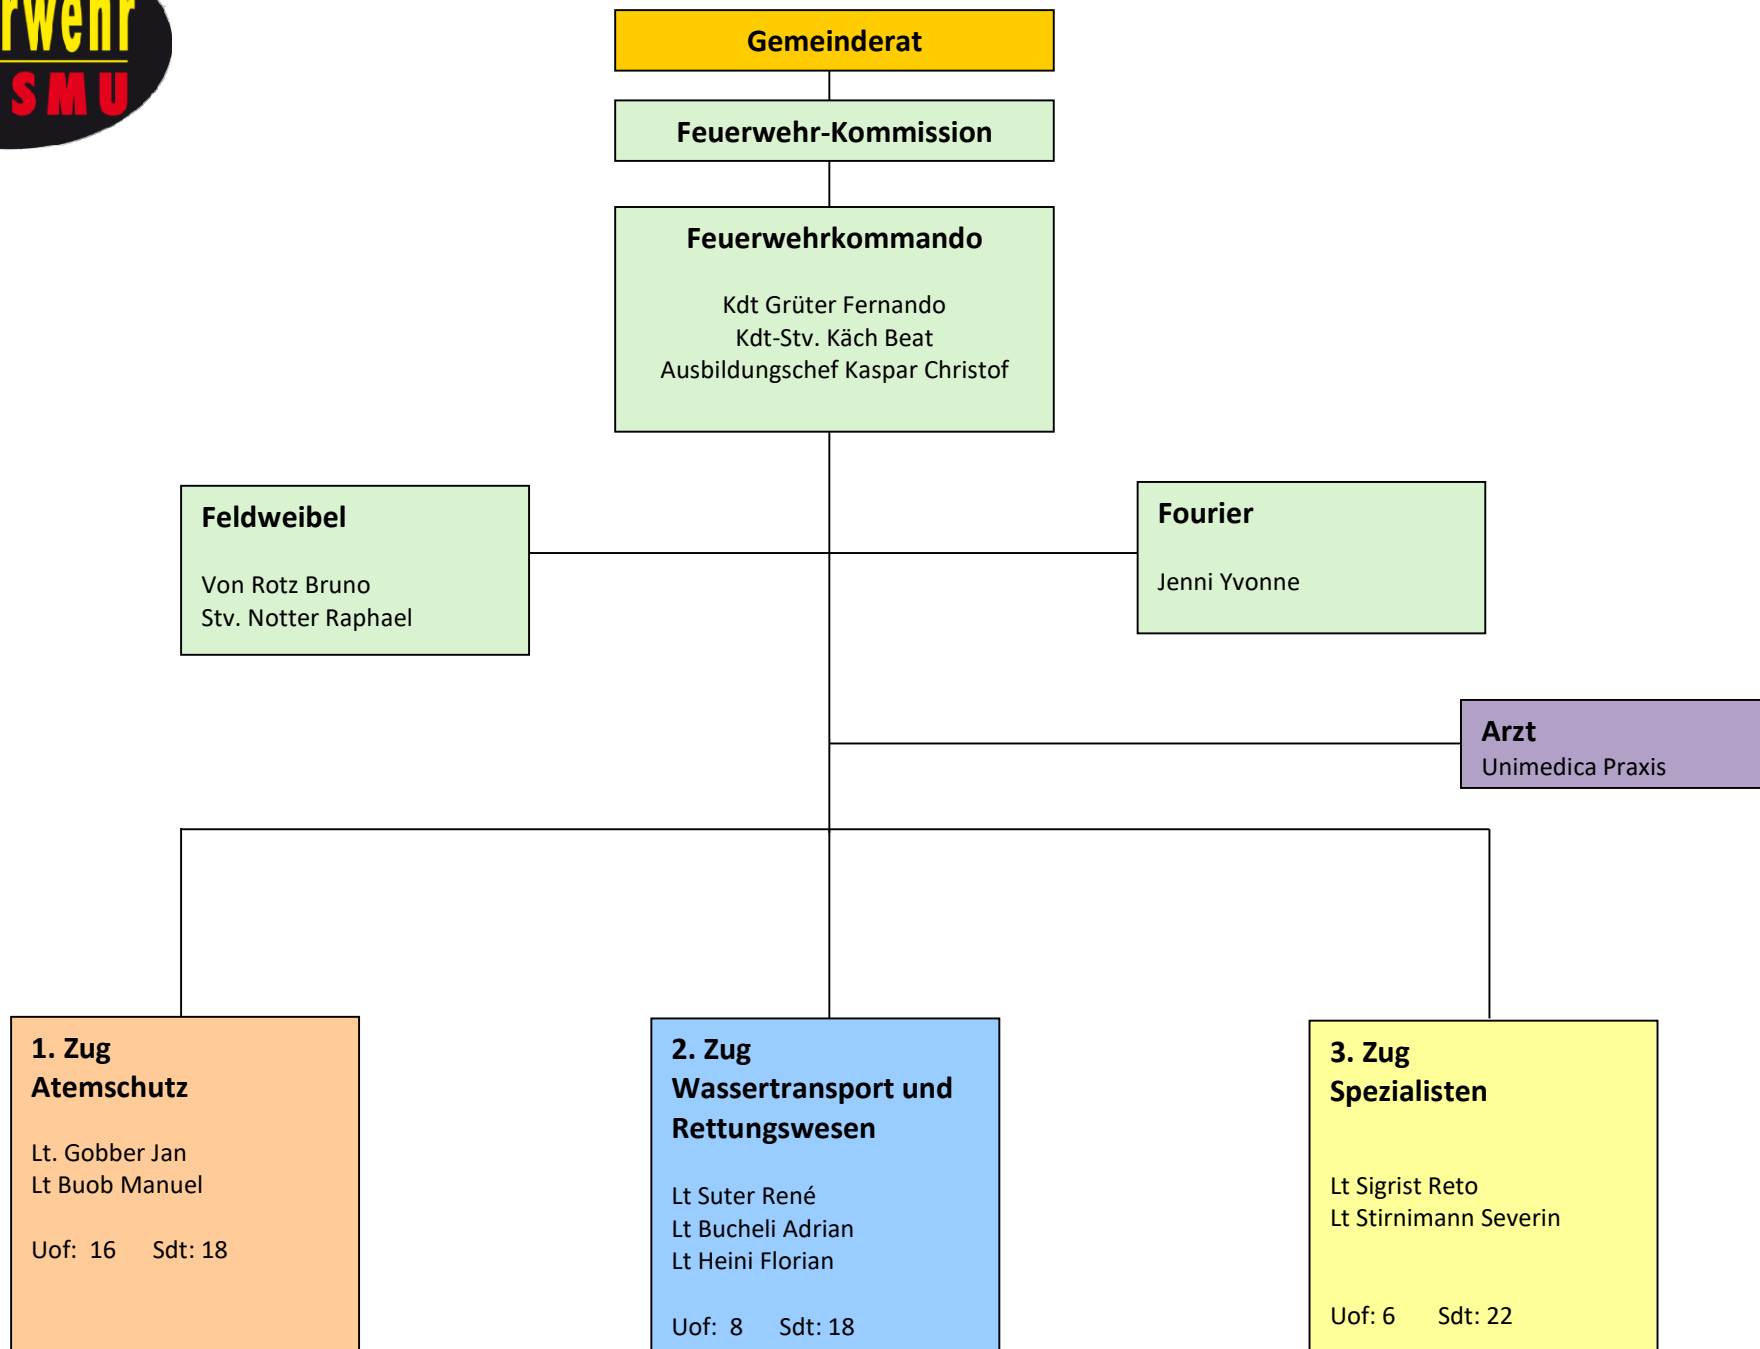 SMU
Gemeinderat
Feuerwehr-Kommission
Feuerwehrkommando
Kdt Grüter Fernando
Kdt-Stv. Käch Beat
Ausbildungschef Kaspar Christof
Feldweibel
Von Rotz Bruno
Stv. Notter Raphael
Fourier
Jenni Yvonne
Arzt
Unimedica Praxis
1. Zug
Atemschutz
Lt. Gobber Jan
Lt Buob Manuel
Uof: 16 Sdt: 18
2. Zug
Wassertransport und
Rettungswesen
Lt Suter René
Lt Bucheli Adrian
Lt Heini Florian
Uof: 8 Sdt: 18
3. Zug
Spezialisten
Lt Sigrist Reto
Lt Stirnimann Severin
Uof: 6 Sdt: 22